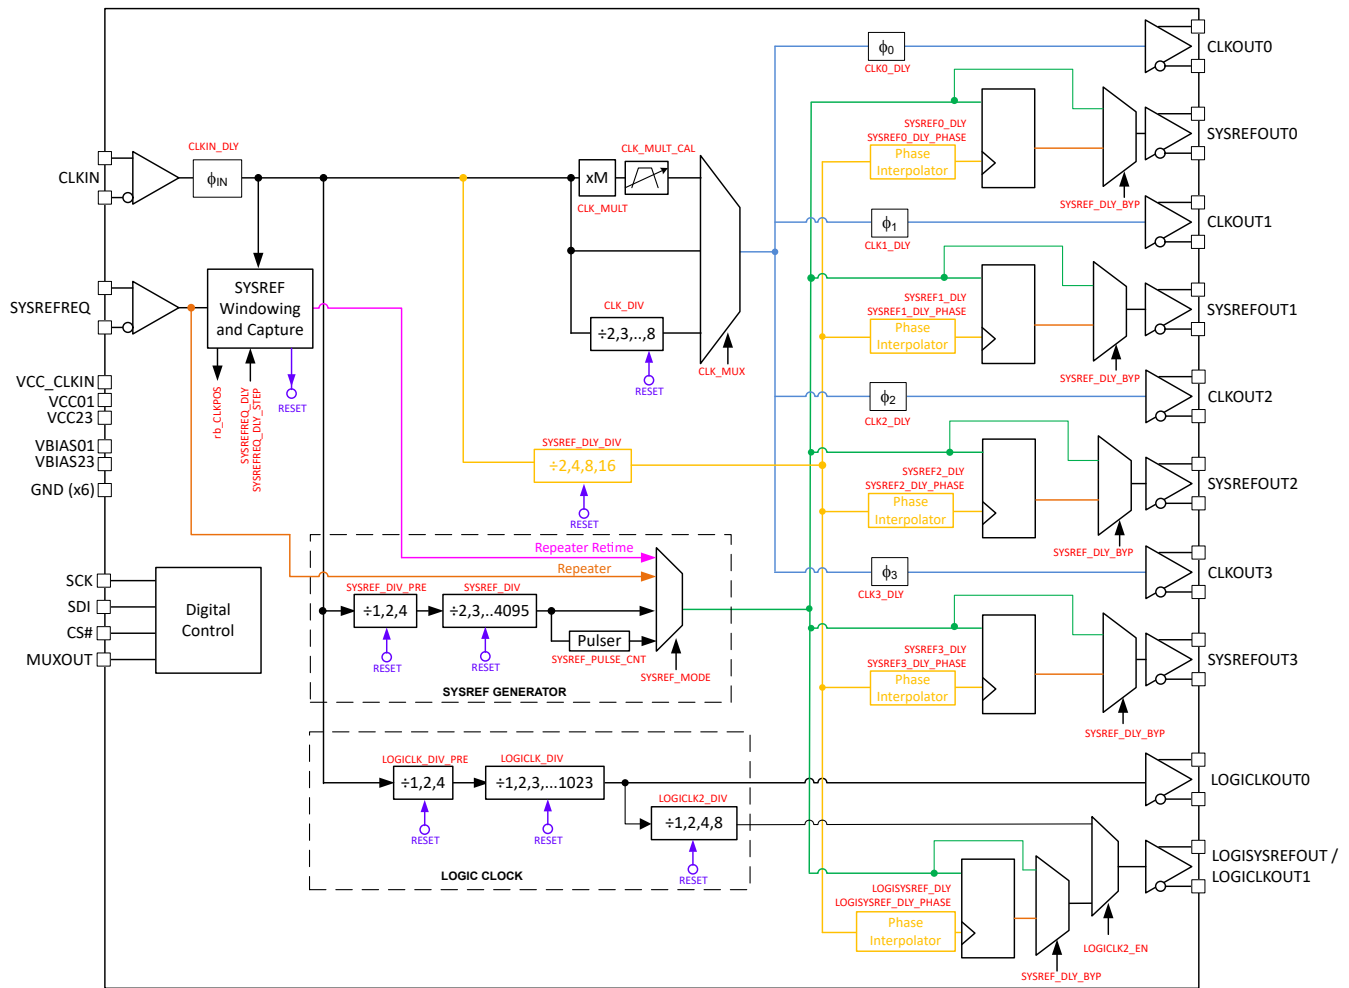 CLKOUT0
ϕ0
CLK0_DLY
SYSREF0_DLY
SYSREF0_DLY_PHASE
Phase
Interpolator
SYSREFOUT0
SYSREF_DLY_BYP
CLKIN
CLKIN_DLY
ϕIN
CLK_MULT_CAL
xM
CLK_MULT
CLKOUT1
ϕ1
CLK1_DLY
SYSREFREQ
SYSREF
Windowing
and Capture
CLK_DIV
÷2,3,..,8
RESET
CLK_MUX
SYSREF1_DLY
SYSREF1_DLY_PHASE
Phase
Interpolator
SYSREFOUT1
SYSREF_DLY_BYP
rb_CLKPOS
SYSREFREQ_DLY
SYSREFREQ_DLY_STEP
RESET
VCC_CLKIN
VCC01
VCC23
VBIAS01
VBIAS23
GND (x6)
ϕ2
CLK2_DLY
CLKOUT2
SYSREF_DLY_DIV
÷2,4,8,16
RESET
SYSREF2_DLY
SYSREF2_DLY_PHASE
Phase
Interpolator
SYSREFOUT2
SYSREF_DLY_BYP
SCK
SDI
CS#
MUXOUT
Digital
Control
Repeater Retime
Repeater
SYSREF_DIV_PRE
÷1,2,4
RESET
SYSREF_DIV
÷2,3,..4095
RESET
Pulser
SYSREF_PULSE_CNT
SYSREF_MODE
SYSREF GENERATOR
ϕ3
CLK3_DLY
CLKOUT3
SYSREF3_DLY
SYSREF3_DLY_PHASE
Phase
Interpolator
SYSREFOUT3
SYSREF_DLY_BYP
LOGICLK_DIV_PRE
÷1,2,4
RESET
LOGICLK_DIV
÷1,2,3,...1023
RESET
LOGICLK2_DIV
÷1,2,4,8
RESET
LOGIC CLOCK
LOGICLKOUT0
LOGISYSREF_DLY
LOGISYSREF_DLY_PHASE
Phase
Interpolator
SYSREF_DLY_BYP
LOGICLK2_EN
LOGISYSREFOUT /
LOGICLKOUT1